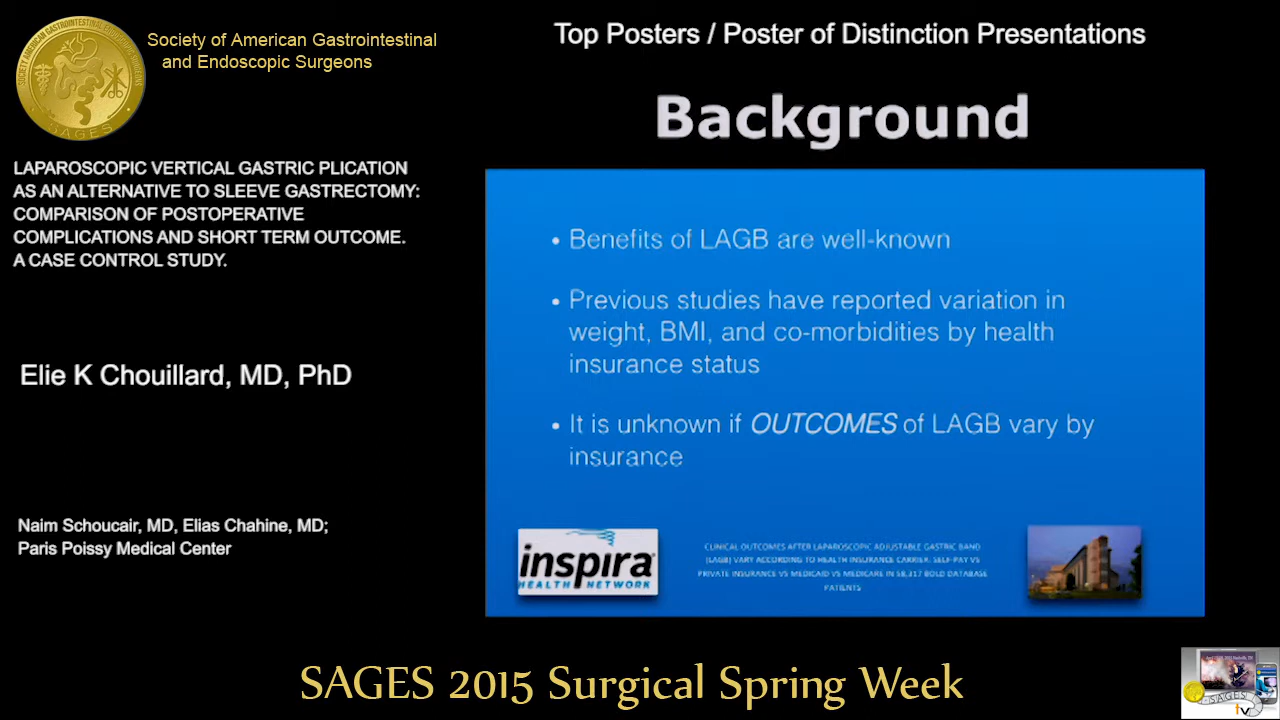 Society of American Gastrointestinal
and Endoscopic Surgeons
SAGES
Top Posters / Poster of Distinction Presentations
Background
LAPAROSCOPIC VERTICAL GASTRIC PLICATION
AS AN ALTERNATIVE TO SLEEVE GASTRECTOMY:
COMPARISON OF POSTOPERATIVE
COMPLICATIONS AND SHORT TERM OUTCOME.
A CASE CONTROL STUDY.
Elie K Chouillard, MD, PhD
Naim Schoucair, MD, Elias Chahine, MD;
Paris Poissy Medical Center
• Benefits of LAGB are well-known
• Previous studies have reported variation in
weight, BMI, and co-morbidities by health
insurance status
• It is unknown if OUTCOMES of LAGB vary by
insurance
inspira
HEALTH NETWORK
CLINICAL OUTCOMES AFTER LAPAROSCOPIC ADJUSTABLE GASTRIC BAND
(LAGB) VARY ACCORDING TO HEALTH INSURANCE CARRIER: SELF-PAY VS
PRIVATE INSURANCE VS MEDICAID VS MEDICARE IN 58,317 BOLD DATABASE
PATIENTS
SAGES 2015 Surgical Spring Week
SAGES
tv